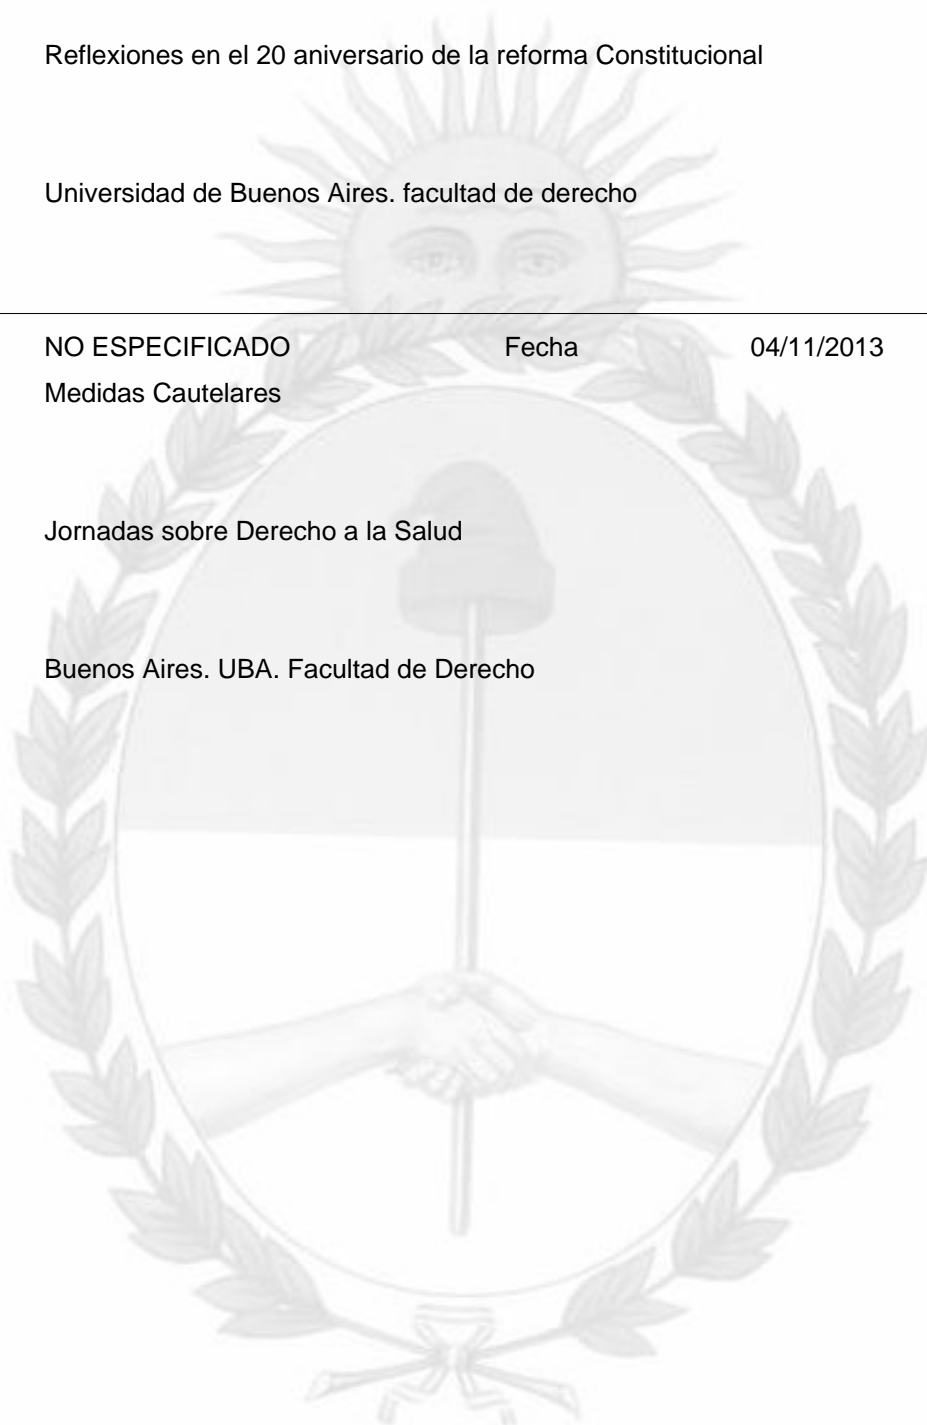 Reflexiones en el 20 aniversario de la reforma Constitucional
Universidad de Buenos Aires. facultad de derecho
NO ESPECIFICADO Fecha 04/11/2013
Medidas Cautelares
Jornadas sobre Derecho a la Salud
Buenos Aires. UBA. Facultad de Derecho